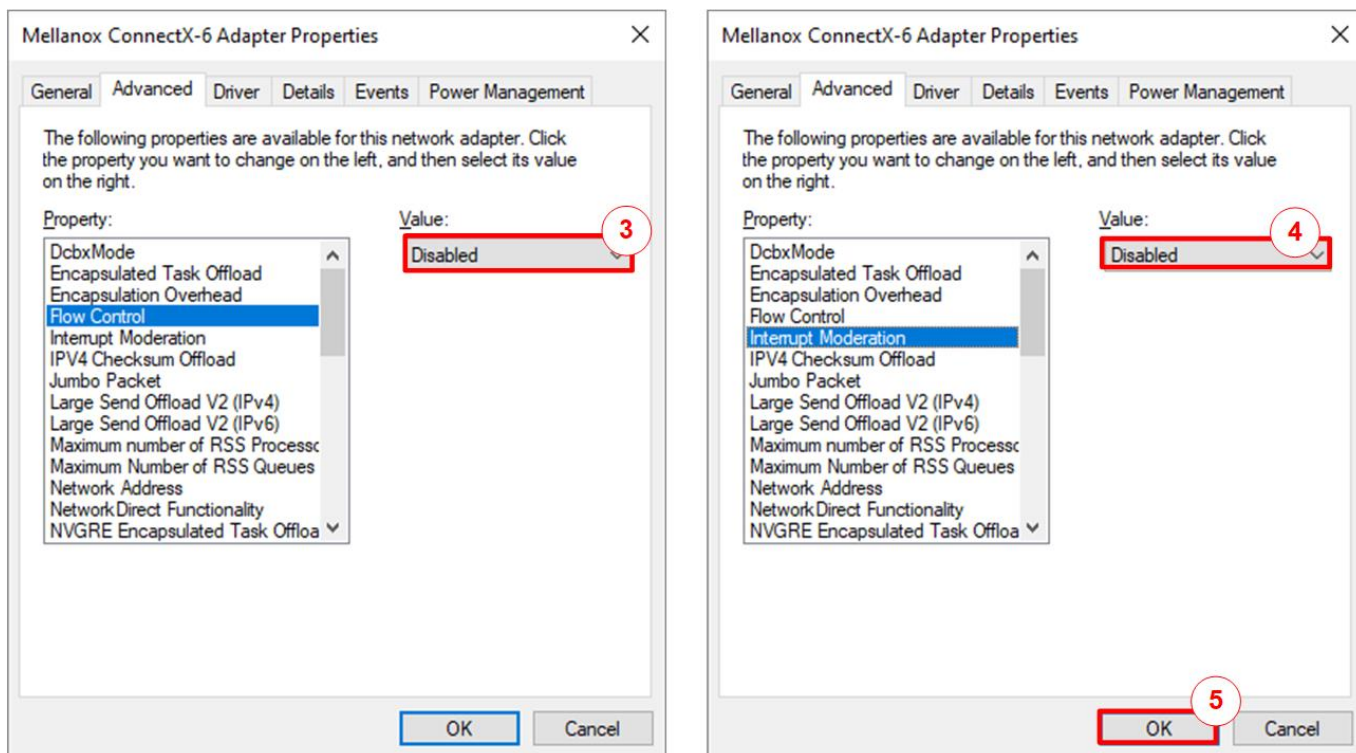 Mellanox ConnectX-6 Adapter Properties
General Advanced Driver Details Events Power Management
The following properties are available for this network adapter. Click
the property you want to change on the left, and then select its value
on the right.
Property:
Value:
3
DcbxMode
Encapsulated Task Offload
Encapsulation Overhead
Flow Control
Interrupt Moderation
IPV4 Checksum Offload
Jumbo Packet
Large Send Offload V2 (IPv4)
Large Send Offload V2 (IPv6)
Maximum number of RSS Processc
Maximum Number of RSS Queues
Network Address
NetworkDirect Functionality
NVGRE Encapsulated Task Offloa
Disabled
OK
Cancel
Mellanox ConnectX-6 Adapter Properties
General Advanced Driver Details Events Power Management
The following properties are available for this network adapter. Click
the property you want to change on the left, and then select its value
on the right.
Property:
Value:
4
DcbxMode
Encapsulated Task Offload
Encapsulation Overhead
Flow Control
Interrupt Moderation
IPV4 Checksum Offload
Jumbo Packet
Large Send Offload V2 (IPv4)
Large Send Offload V2 (IPv6)
Maximum number of RSS Processc
Maximum Number of RSS Queues
Network Address
NetworkDirect Functionality
NVGRE Encapsulated Task Offloa
Disabled
5
OK
Cancel